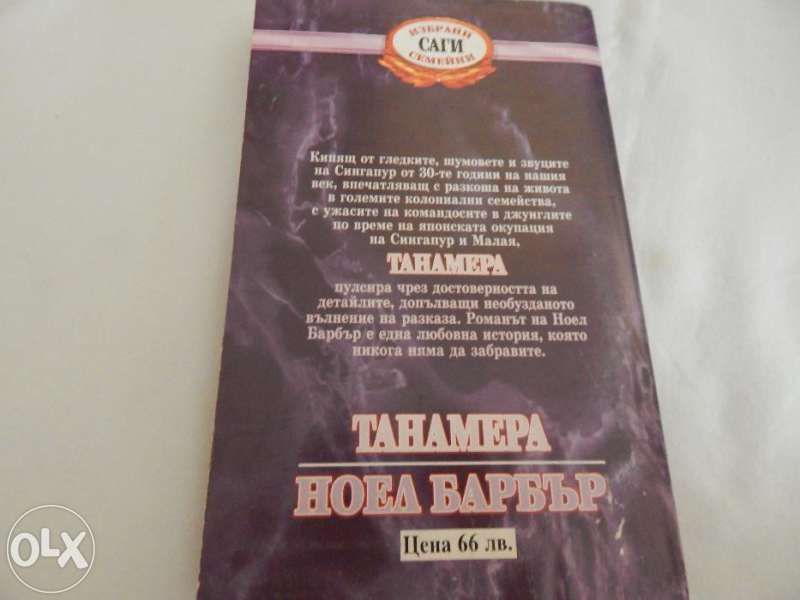 ИЗБРАНИ
САГИ
СЕМЕЙНИ
Кипящ от гледките, шумовете и звуците
на Сингапур от 30-те години на нашия
век, впечатляващ с разкоша на живота
в големите колониални семейства,
с ужасите на командосите в джунглите
по време на японската окупация
на Сингапур и Малая,
ТАНАМЕРА
пулсира чрез достоверността на
детайлите, допълващи необузданото
вълнение на разказа. Романът на Ноел
Барбър е една любовна история, която
никога няма да забравите.
ТАНАМЕРА
НОЕЛ БАРБЪР
Цена 66 лв.
OLX